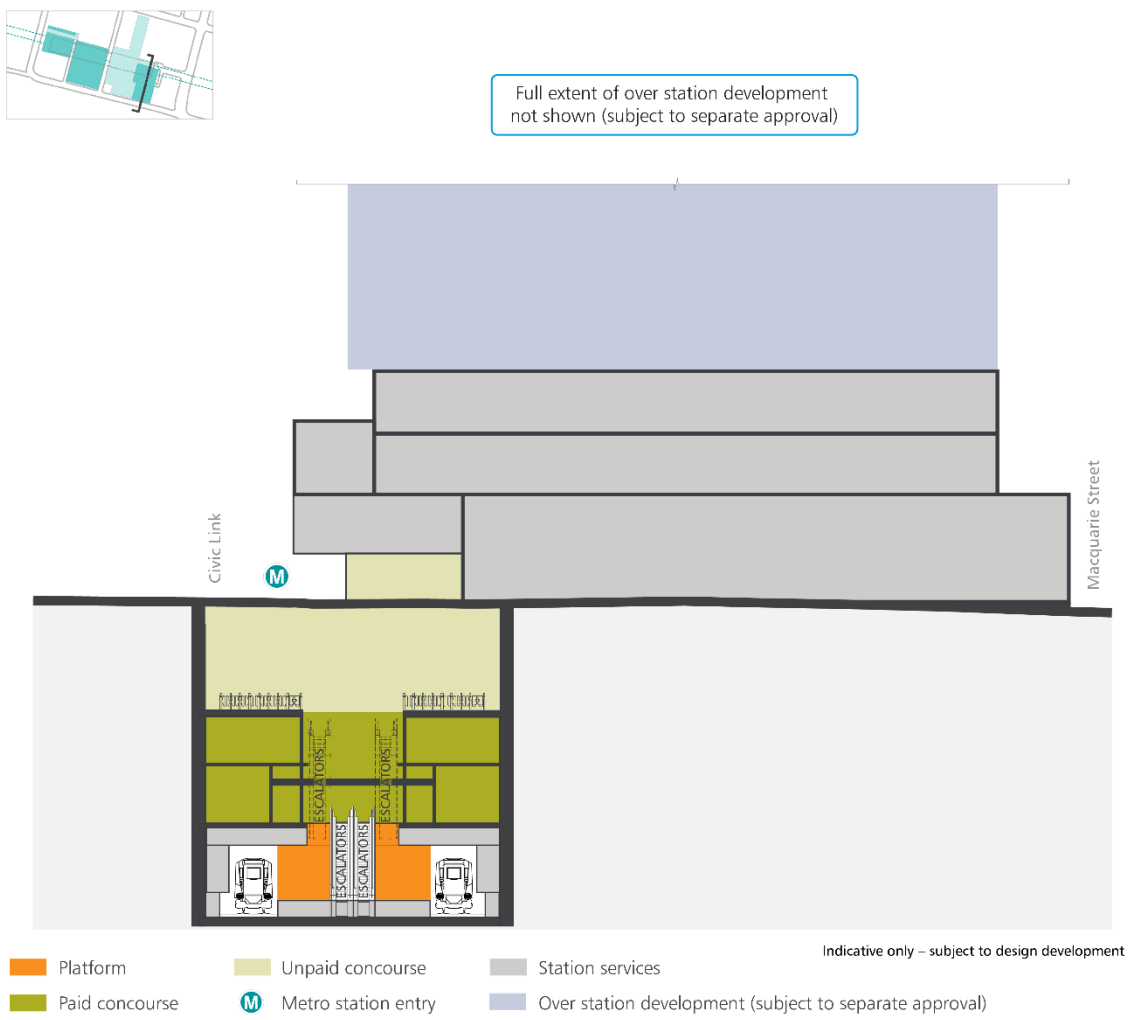 Full extent of over station development
not shown (subject to separate approval)
Civic Link
M
Macquarie Street
ESCALATORS
ESCALATORS
ESCALATORS
ESCALATORS
Indicative only – subject to design development
Platform
Unpaid concourse
Station services
Paid concourse
M
Metro station entry
Over station development (subject to separate approval)